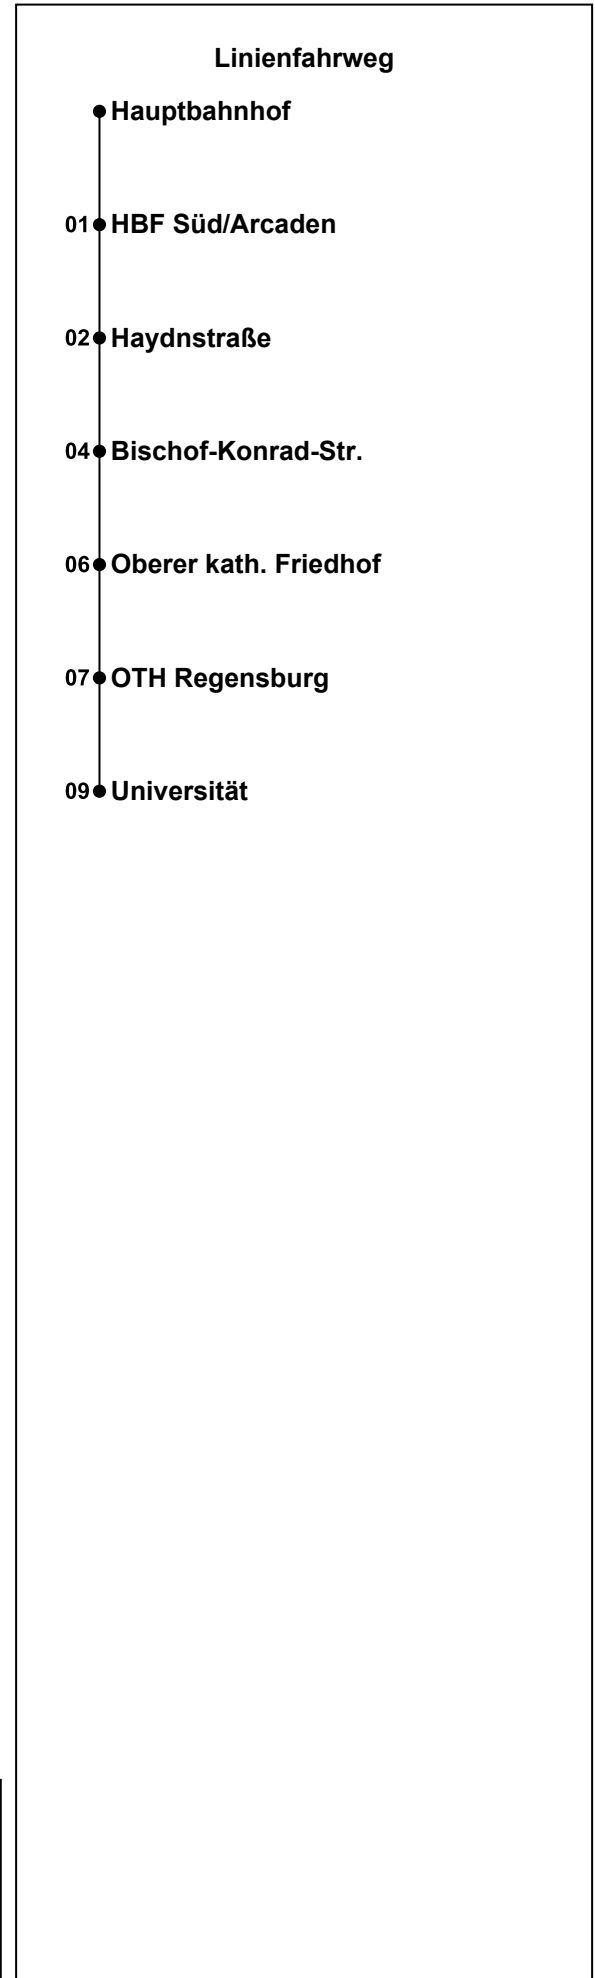 Linienfahrweg
Hauptbahnhof
01 HBF Süd/Arcaden
02 Haydnstraße
04 Bischof-Konrad-Str.
06 Oberer kath. Friedhof
07 OTH Regensburg
09 Universität